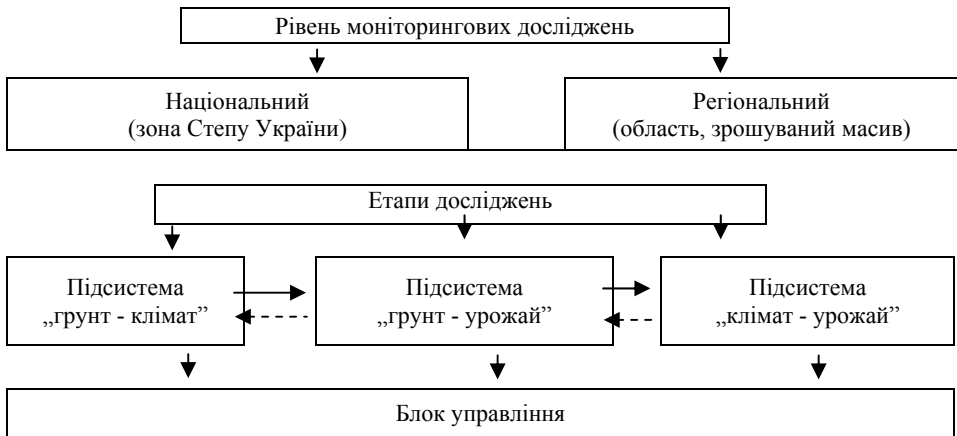 Рівень моніторингових досліджень
Національний
(зона Степу України)
Регіональний
(область, зрошуваний масив)
Етапи досліджень
Підсистема
„грунт - клімат”
Підсистема
„грунт - урожай”
Підсистема
„клімат - урожай”
Блок управління